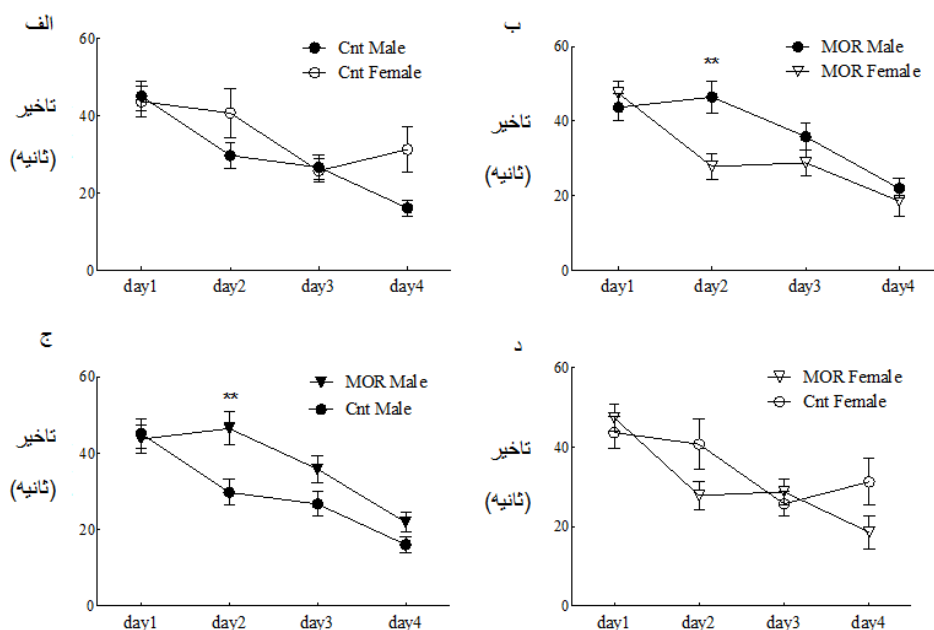 الف
Cnt Male
Cnt Female
تاخیر
(ثانیه)
60
40
20
0
day1 day2 day3 day4
ب
MOR Male
MOR Female
**
تاخیر
(ثانیه)
60
40
20
0
day1 day2 day3 day4
ج
MOR Male
Cnt Male
**
تاخیر
(ثانیه)
60
40
20
0
day1 day2 day3 day4
د
MOR Female
Cnt Female
تاخیر
(ثانیه)
60
40
20
0
day1 day2 day3 day4